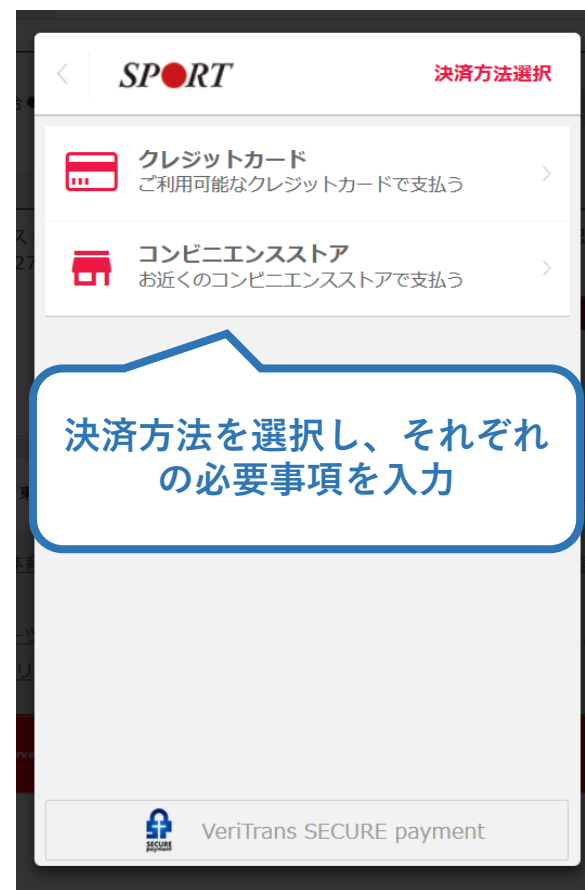 SPORT
決済方法選択
クレジットカード
ご利用可能なクレジットカードで支払う
コンビニエンスストア
お近くのコンビニエンスストアで支払う
決済方法を選択し、それぞれ
の必要事項を入力
SECURE
payment
VeriTrans SECURE payment